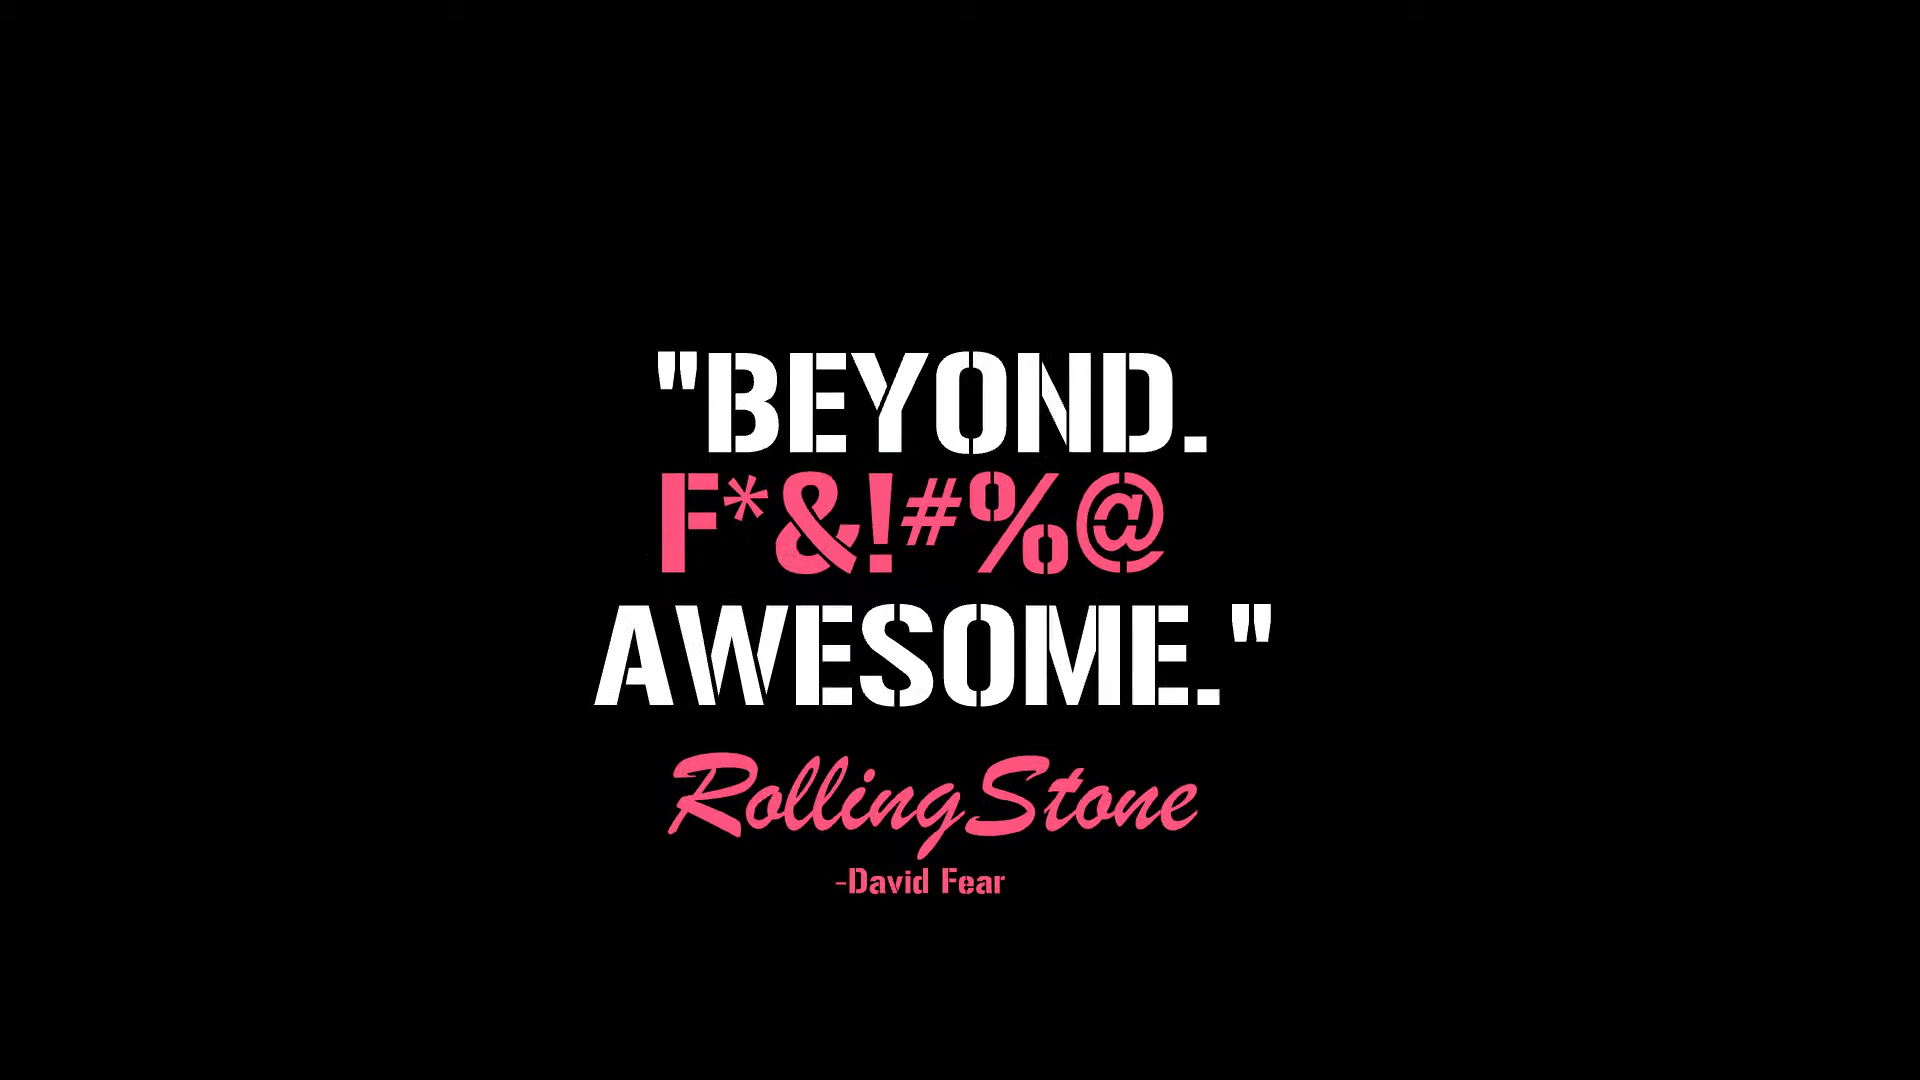 "BEYOND.
F*&!#%@
AWESOME."
RollingStone
-David Fear